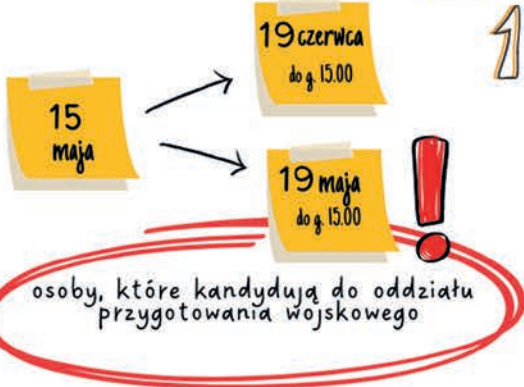 1
15
maja
19 czerwca
do g. 15.00
19 maja
do g. 15.00
!
osoby, które kandydują do oddziału
przygotowania wojskowego